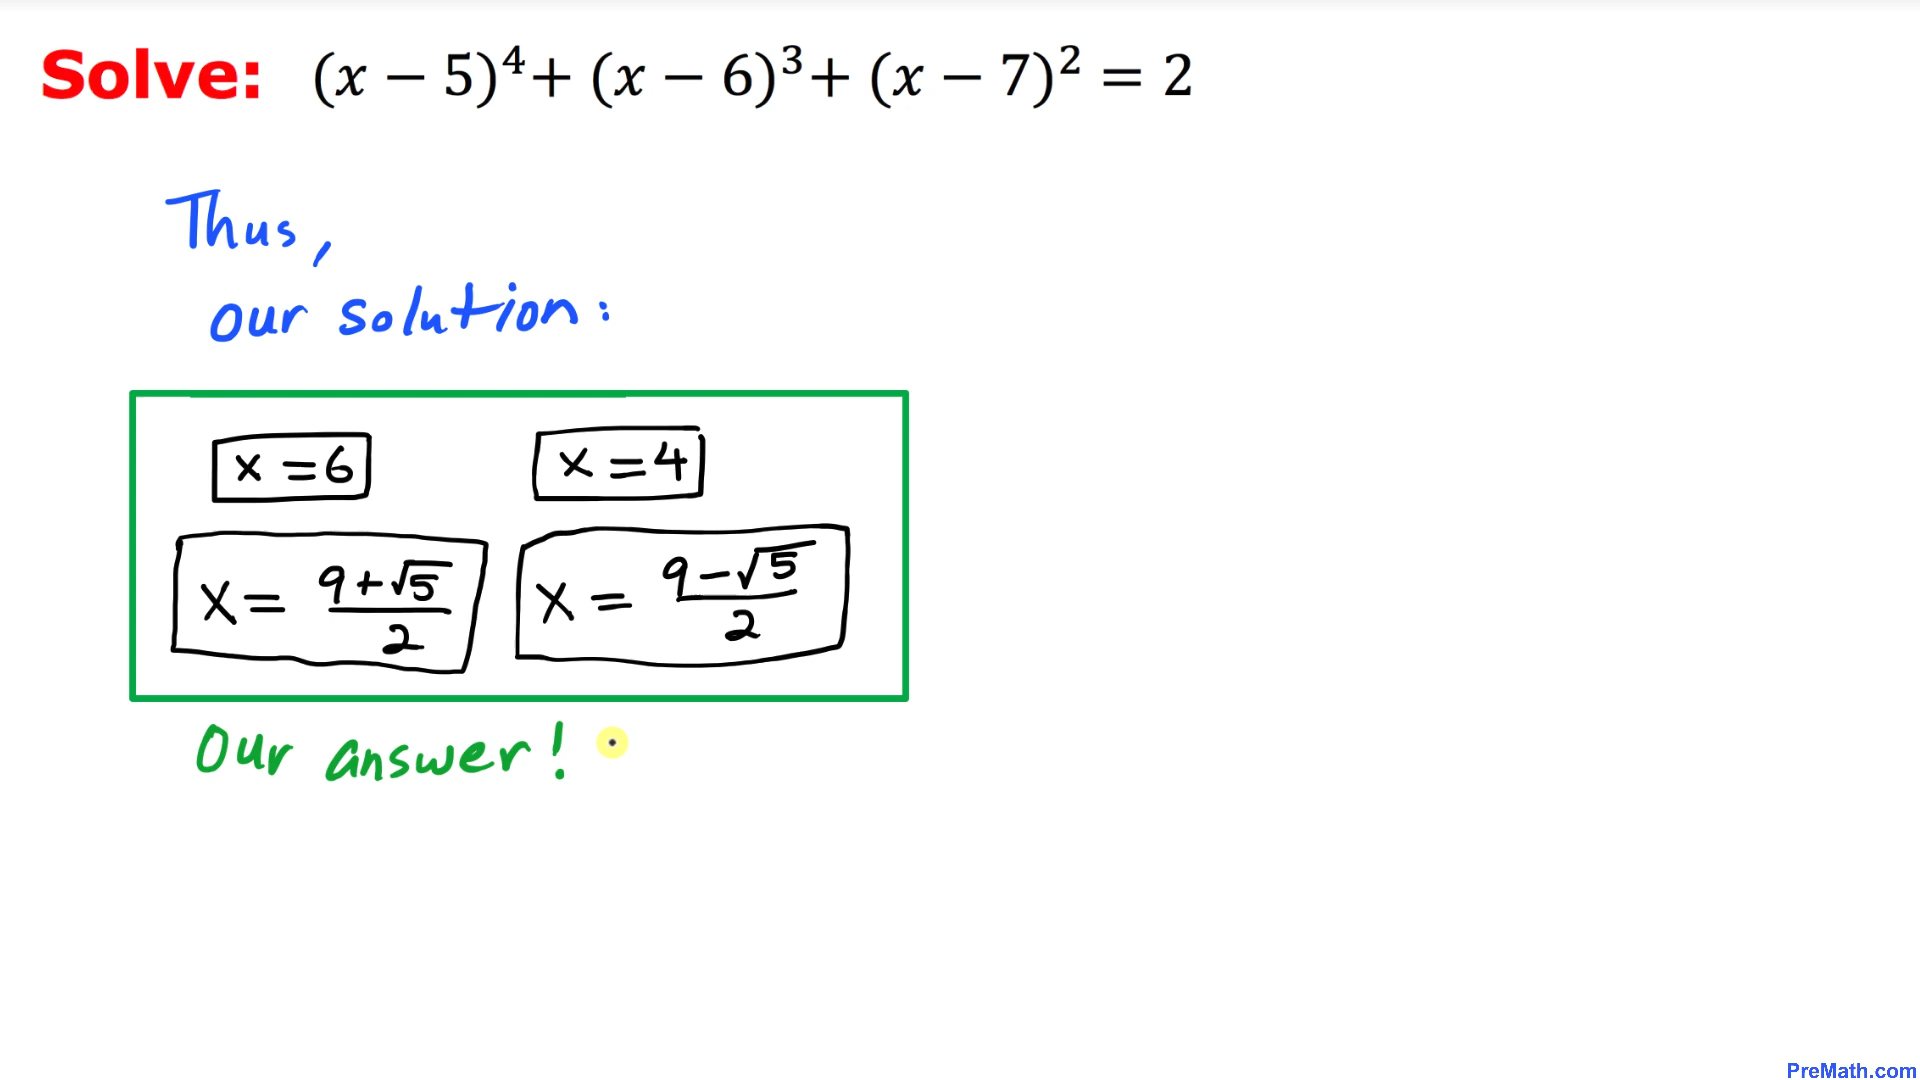 Solve: (x − 5)⁴+ (x − 6)³+ (x − 7)² = 2
Thus,
our solution:
x = 6 x = 4
x = (9+√5)/2 x = (9−√5)/2
Our answer!
PreMath.com